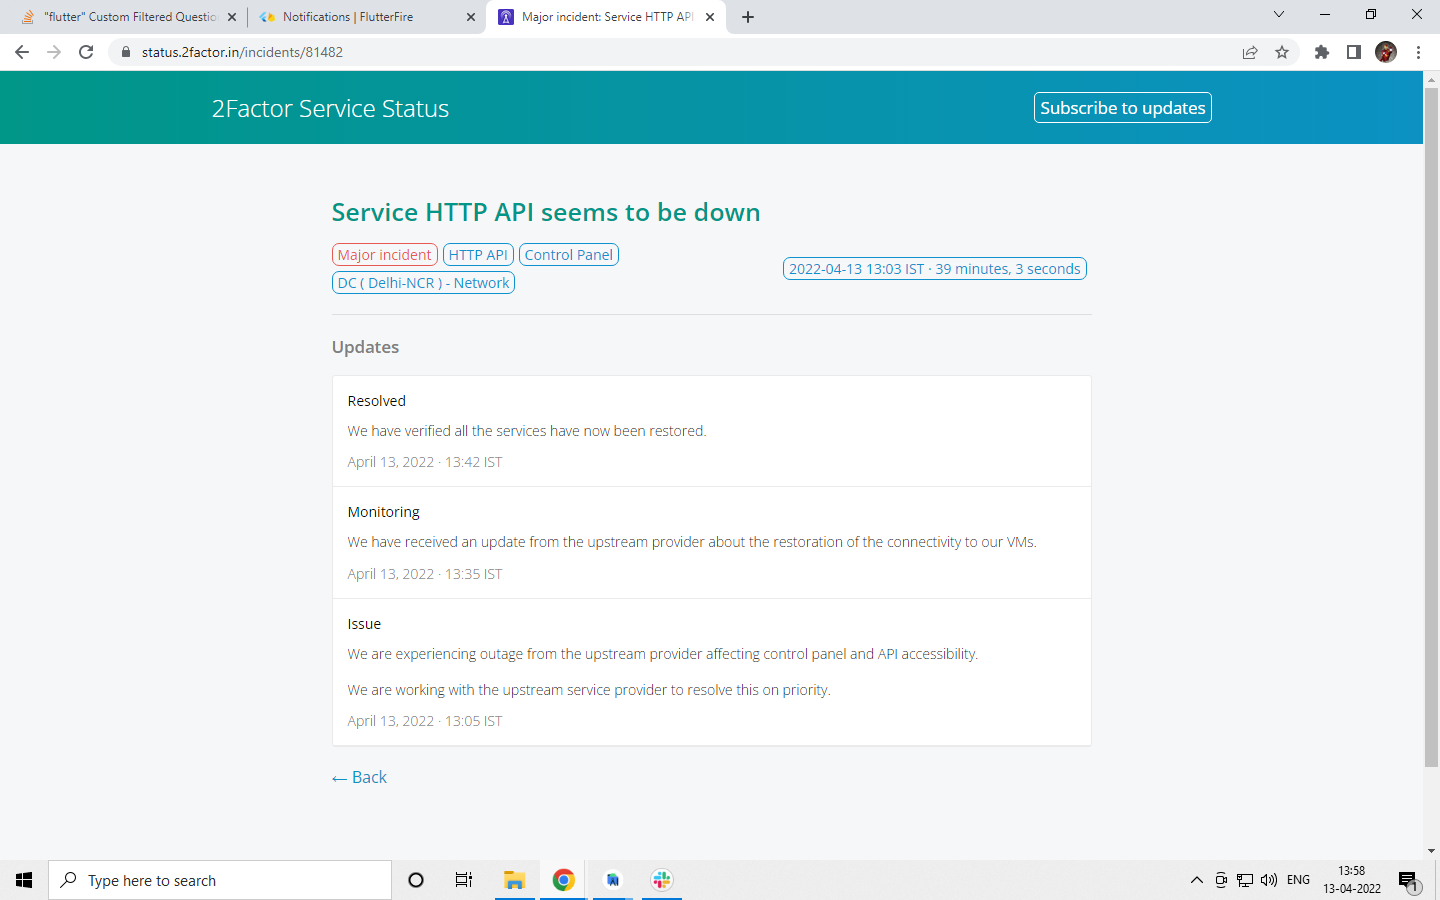 "flutter" Custom Filtered Questio
Notifications | FlutterFire
Major incident: Service HTTP API
status.2factor.in/incidents/81482
2Factor Service Status
Subscribe to updates
Service HTTP API seems to be down
Major incident
HTTP API
Control Panel
DC ( Delhi-NCR ) - Network
2022-04-13 13:03 IST · 39 minutes, 3 seconds
Updates
Resolved
We have verified all the services have now been restored.
April 13, 2022 · 13:42 IST
Monitoring
We have received an update from the upstream provider about the restoration of the connectivity to our VMs.
April 13, 2022 · 13:35 IST
Issue
We are experiencing outage from the upstream provider affecting control panel and API accessibility.
We are working with the upstream service provider to resolve this on priority.
April 13, 2022 · 13:05 IST
← Back
Type here to search
ENG
13:58
13-04-2022
1